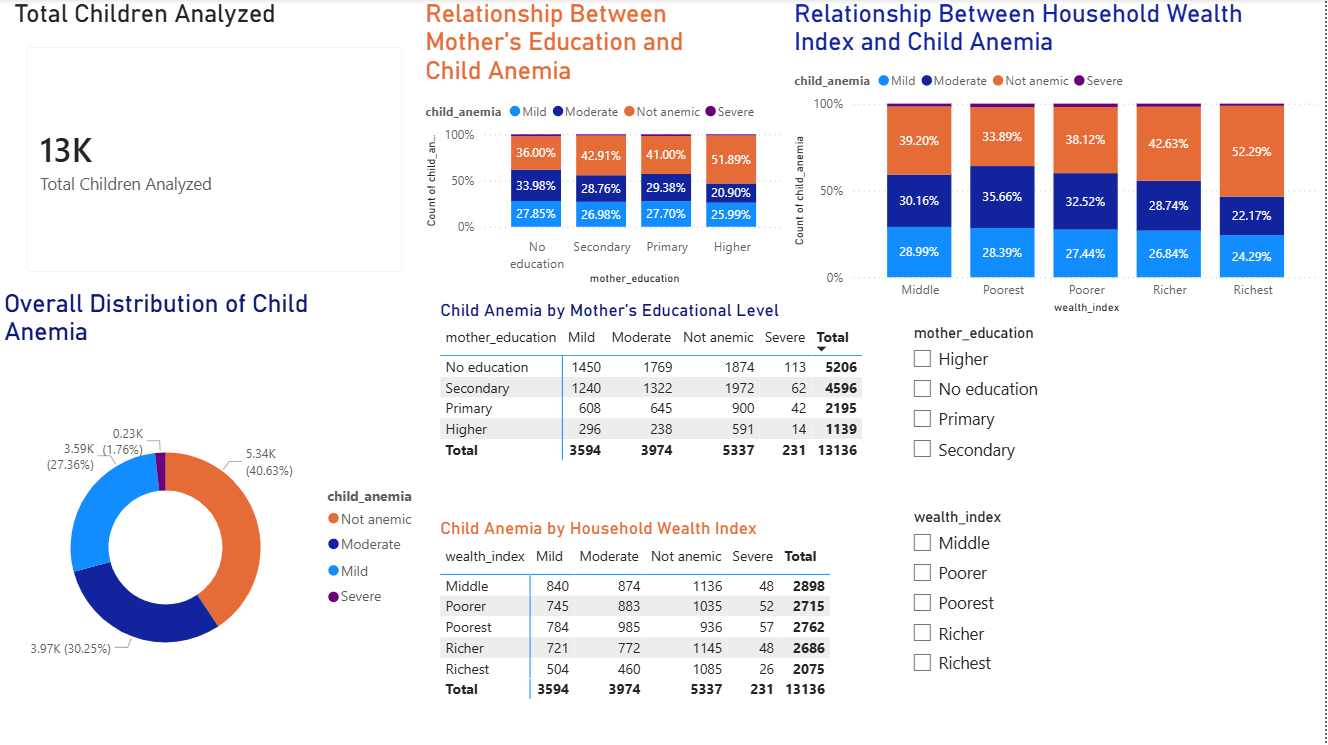 Total Children Analyzed
13K
Total Children Analyzed
Relationship Between
Mother's Education and
Child Anemia
child_anemia Mild Moderate Not anemic Severe
Count of child_an...
100%
50%
0%
36.00% 42.91% 41.00% 51.89%
33.98% 28.76% 29.38% 20.90%
27.85% 26.98% 27.70% 25.99%
No education Secondary Primary Higher
mother_education
Relationship Between Household Wealth
Index and Child Anemia
child_anemia Mild Moderate Not anemic Severe
Count of child_anemia
100%
50%
0%
39.20% 33.89% 38.12% 42.63% 52.29%
30.16% 35.66% 32.52% 28.74% 22.17%
28.99% 28.39% 27.44% 26.84% 24.29%
Middle Poorest Poorer Richer Richest
wealth_index
Overall Distribution of Child
Anemia
0.23K
(1.76%)
3.59K
(27.36%)
5.34K
(40.63%)
3.97K (30.25%)
child_anemia
Not anemic
Moderate
Mild
Severe
Child Anemia by Mother's Educational Level
mother_education Mild Moderate Not anemic Severe Total
No education 1450 1769 1874 113 5206
Secondary 1240 1322 1972 62 4596
Primary 608 645 900 42 2195
Higher 296 238 591 14 1139
Total 3594 3974 5337 231 13136
Child Anemia by Household Wealth Index
wealth_index Mild Moderate Not anemic Severe Total
Middle 840 874 1136 48 2898
Poorer 745 883 1035 52 2715
Poorest 784 985 936 57 2762
Richer 721 772 1145 48 2686
Richest 504 460 1085 26 2075
Total 3594 3974 5337 231 13136
mother_education
Higher
No education
Primary
Secondary
wealth_index
Middle
Poorer
Poorest
Richer
Richest